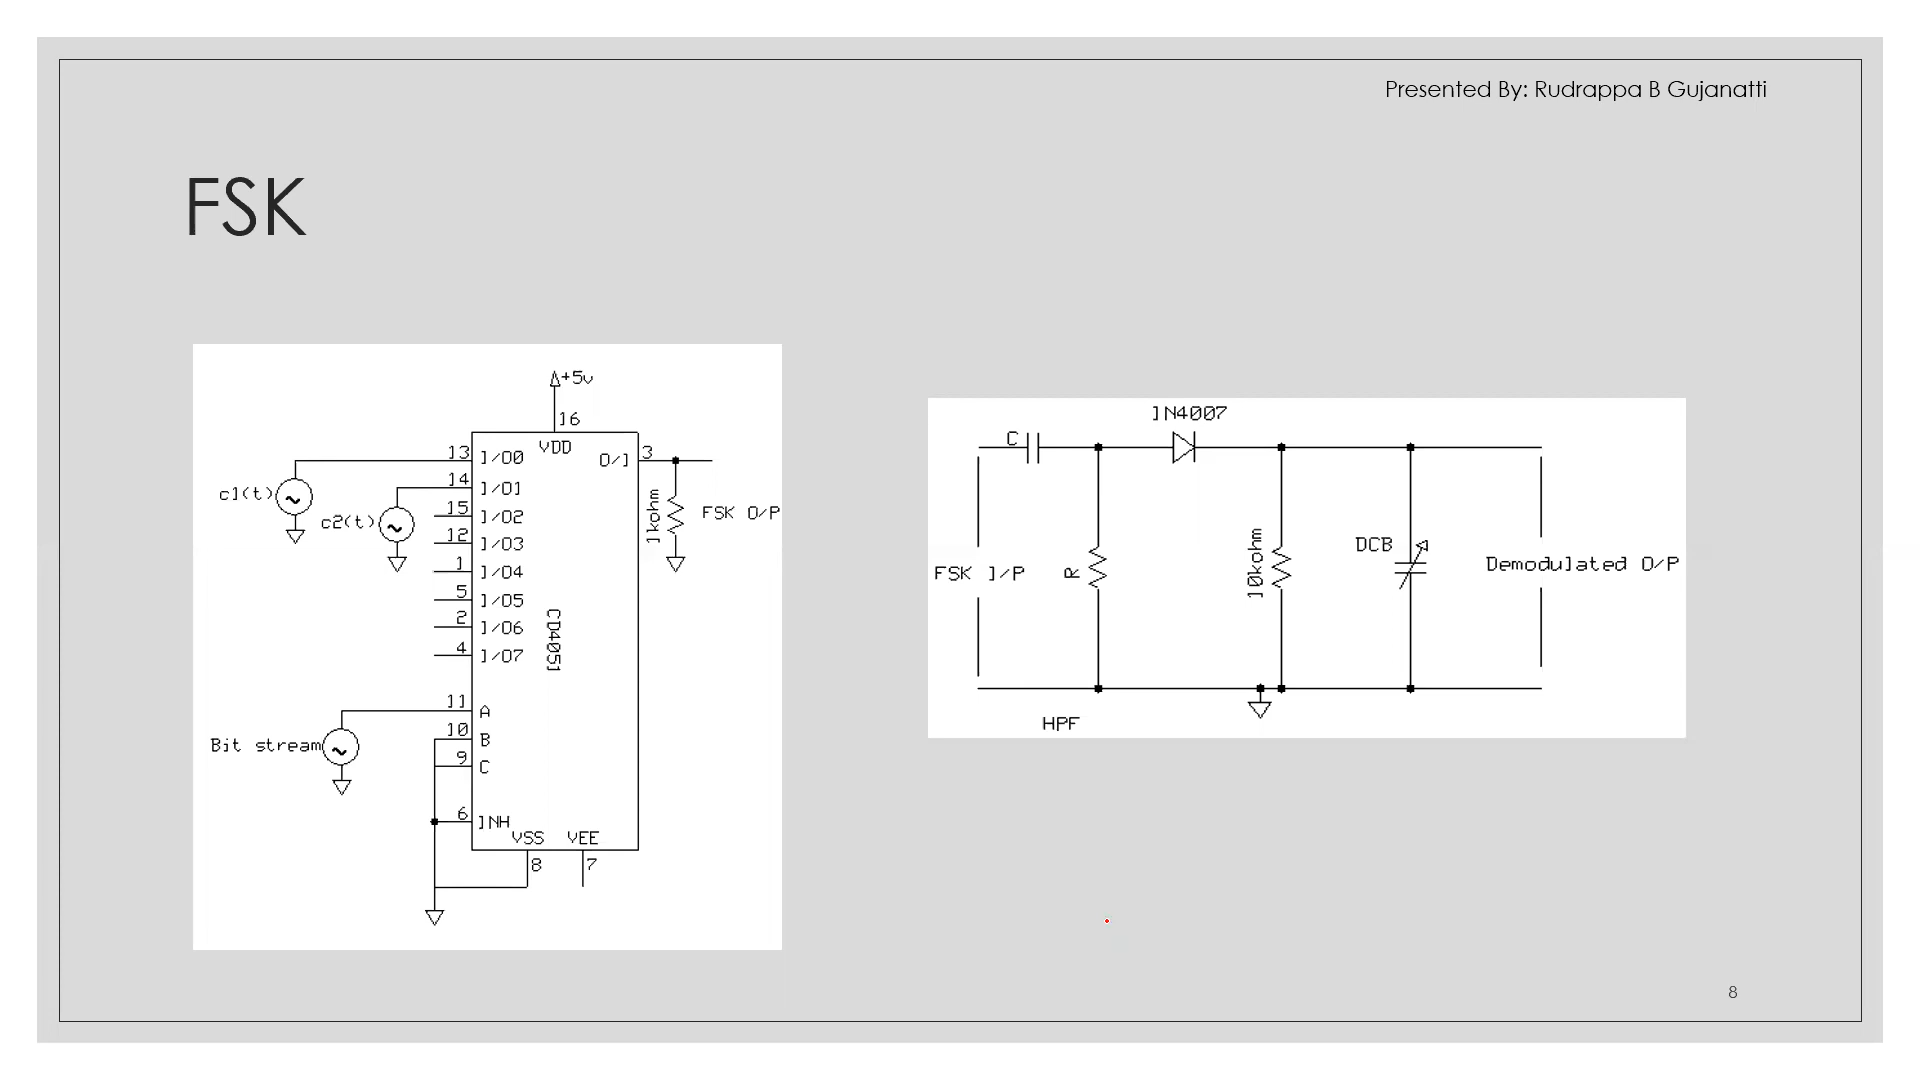 Presented By: Rudrappa B Gujanatti
FSK
+5v
16
VDD
13 I/O0
O/I 3
14 I/O1
15 I/O2
12 I/O3
1 I/O4
5 I/O5
2 I/O6
4 I/O7
c1(t)
c2(t)
1kohm
FSK O/P
CD4051
11 A
10 B
9 C
Bit stream
6 INH
VSS VEE
8 7
1N4007
C
FSK I/P
R
10kohm
DCB
Demodulated O/P
HPF
8